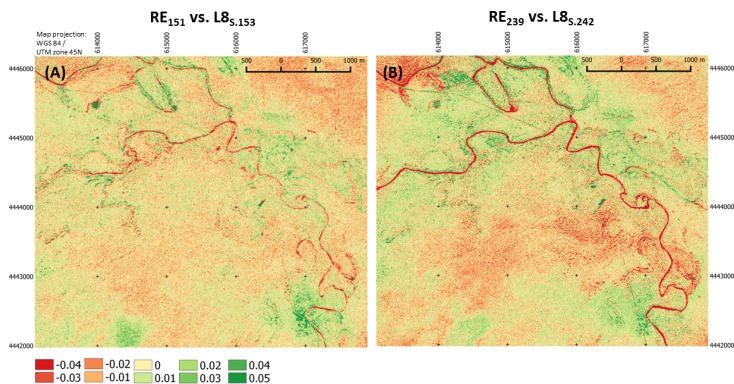 RE151 vs. L8S.153
RE239 vs. L8S.242
Map projection:
WGS 84 /
UTM zone 45N
614000 615000 616000 617000
614000 615000 616000 617000
(A)
500 0 500 1000 m
(B)
500 0 500 1000 m
4446000
4446000
4445000
4445000
4444000
4444000
4443000
4443000
4442000
4442000
-0.04 -0.02 0 0.02 0.04
-0.03 -0.01 0.01 0.03 0.05